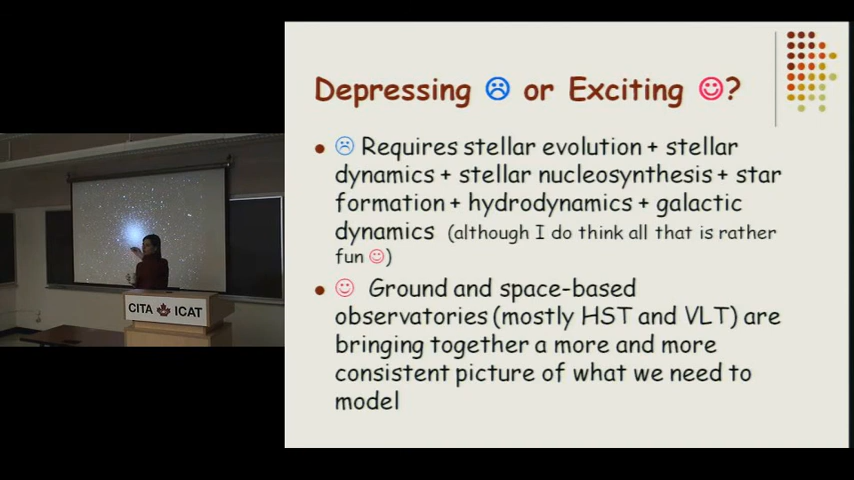 Depressing ☹ or Exciting ☺?
☹ Requires stellar evolution + stellar
dynamics + stellar nucleosynthesis + star
formation + hydrodynamics + galactic
dynamics (although I do think all that is rather
fun ☺)
☺ Ground and space-based
observatories (mostly HST and VLT) are
bringing together a more and more
consistent picture of what we need to
model
CITA ICAT